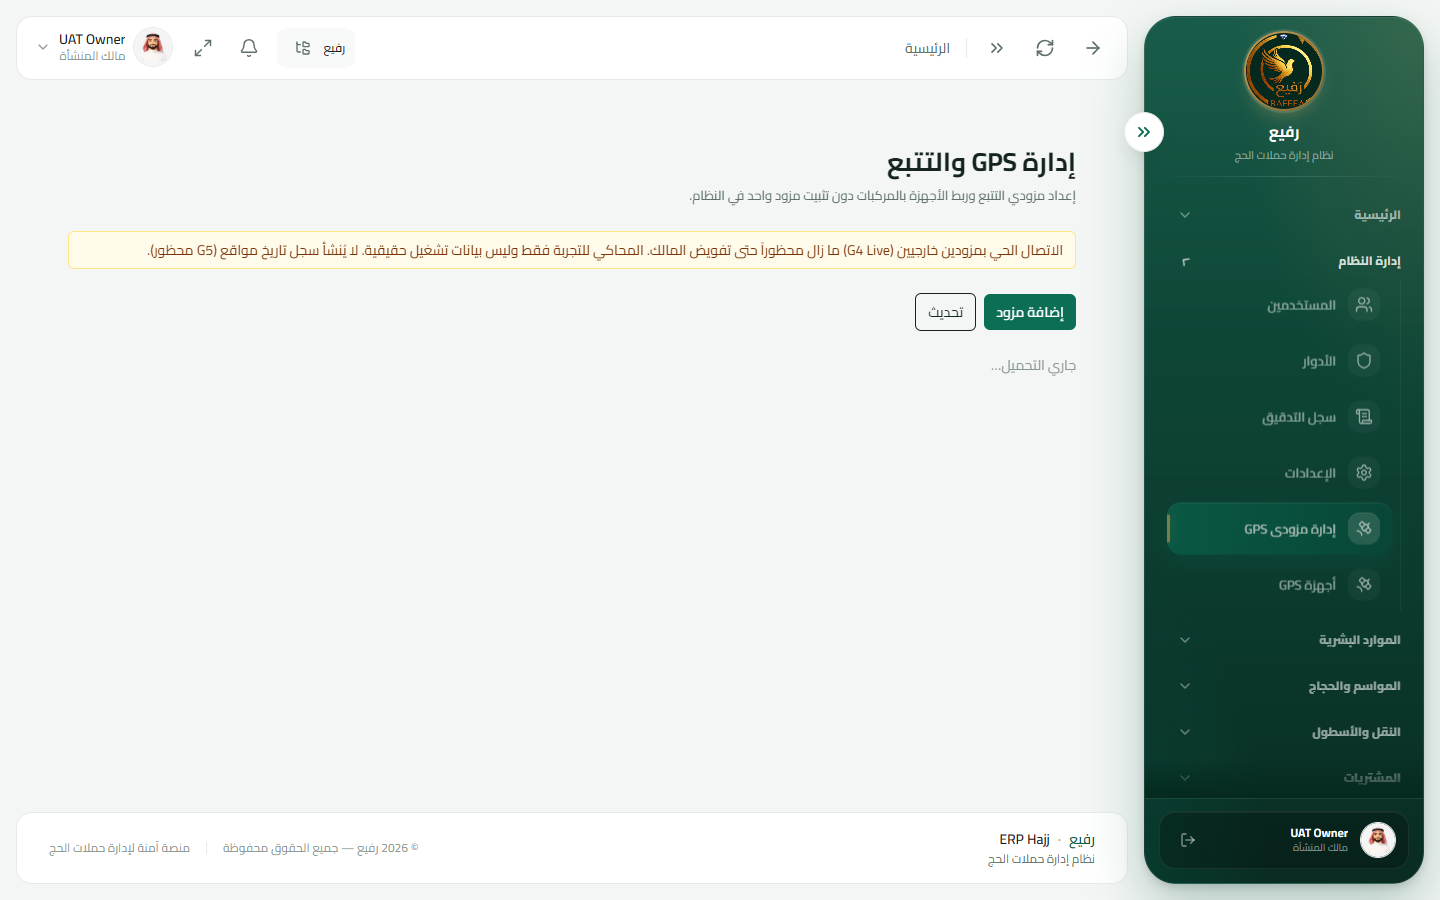 رفيع
RAFEEA
رفيع
نظام إدارة حملات الحج
الرئيسية
إدارة النظام
المستخدمين
الأدوار
سجل التدقيق
الإعدادات
إدارة مزودي GPS
أجهزة GPS
الموارد البشرية
المواسم والحجاج
النقل والأسطول
المشتريات
UAT Owner
مالك المنشأة
الرئيسية
رفيع
UAT Owner
مالك المنشأة
إدارة GPS والتتبع
إعداد مزودي التتبع وربط الأجهزة بالمركبات دون تثبيت مزود واحد في النظام.
الاتصال الحي بمزودين خارجيين (G4 Live) ما زال محظوراً حتى تفويض المالك. المحاكي للتجربة فقط وليس بيانات تشغيل حقيقية. لا يُنشأ سجل تاريخ مواقع (G5 محظور).
إضافة مزود
تحديث
جاري التحميل...
رفيع · ERP Hajj
نظام إدارة حملات الحج
© 2026 رفيع — جميع الحقوق محفوظة
منصة آمنة لإدارة حملات الحج